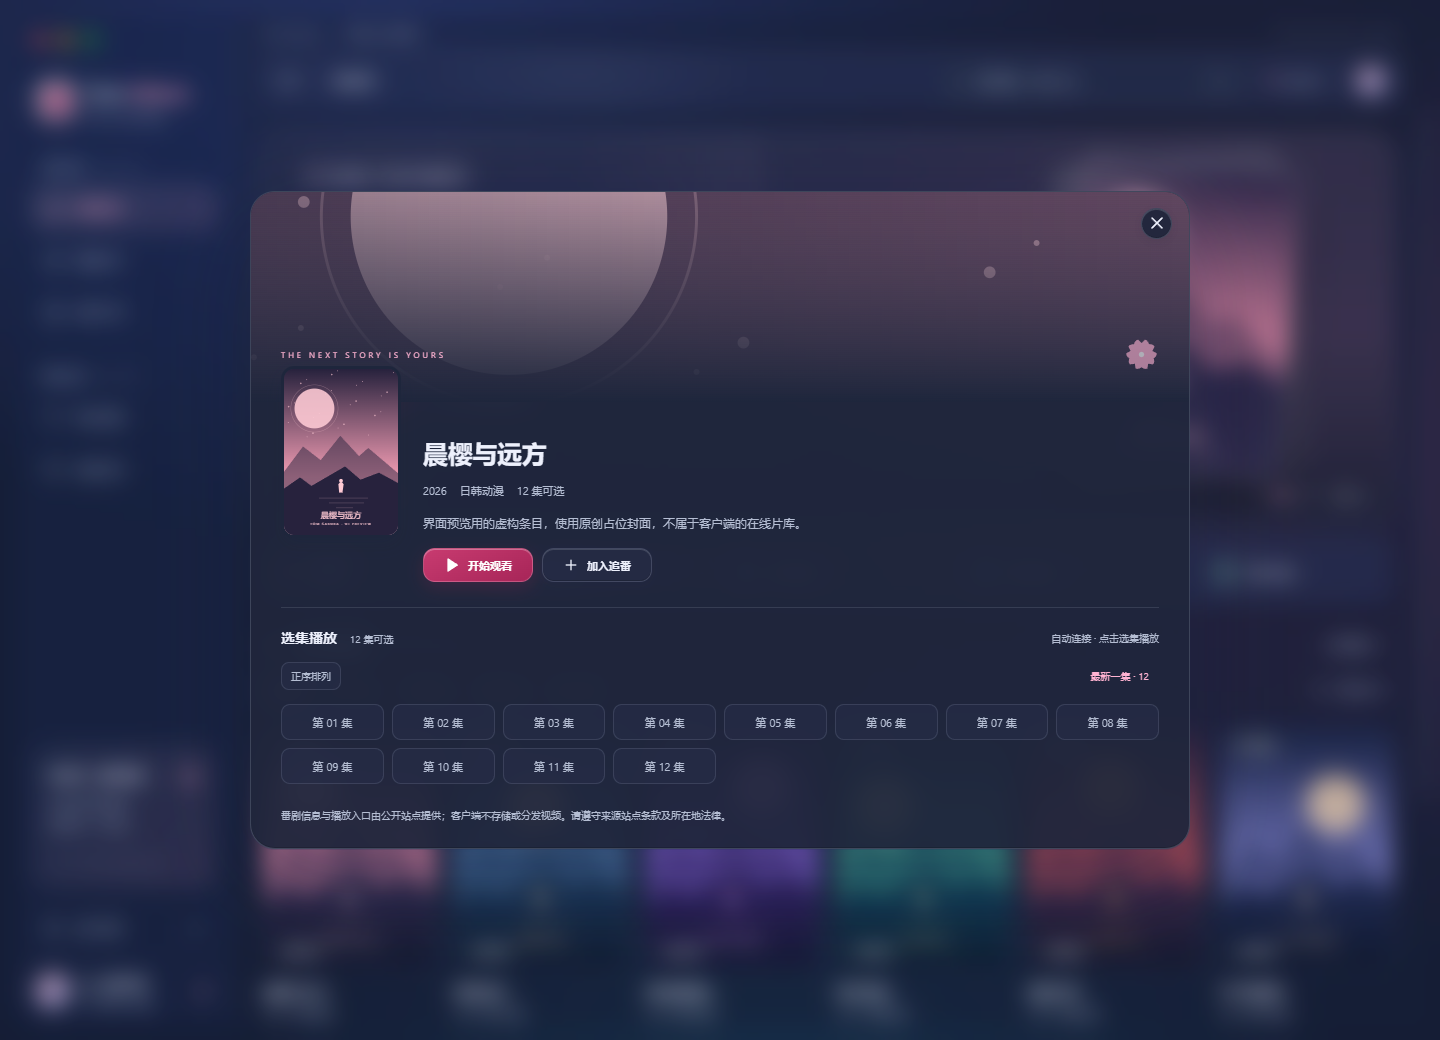 THE NEXT STORY IS YOURS
晨樱与远方
晨樱与远方
2026 日韩动漫 12 集可选
界面预览用的虚构条目，使用原创占位封面，不属于客户端的在线片库。
开始观看
加入追番
选集播放 12 集可选
自动连接 · 点击选集播放
正序排列
最新一集 · 12
第 01 集
第 02 集
第 03 集
第 04 集
第 05 集
第 06 集
第 07 集
第 08 集
第 09 集
第 10 集
第 11 集
第 12 集
番剧信息与播放入口由公开站点提供；客户端不存储或分发视频。请遵守来源站点条款及所在地法律。